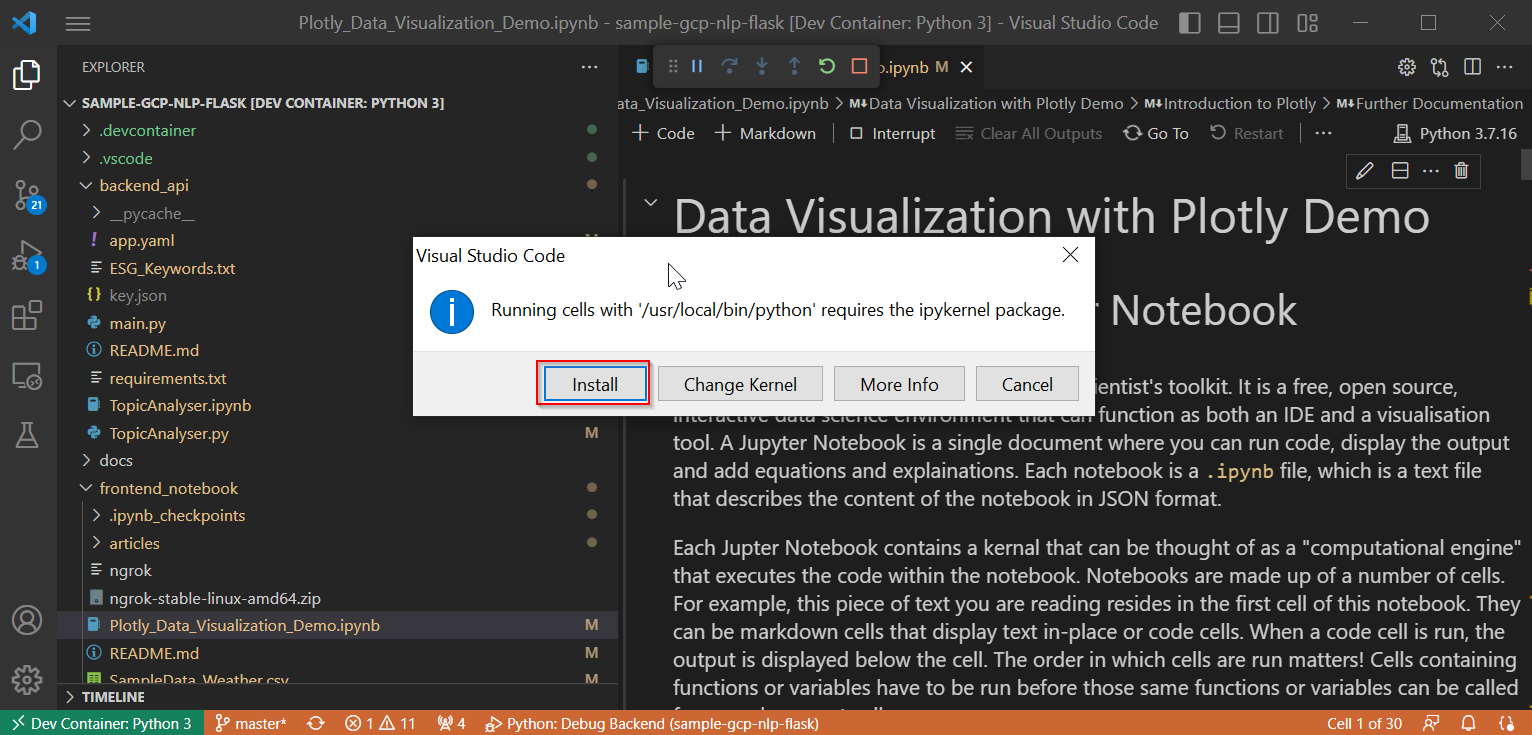 Plotly_Data_Visualization_Demo.ipynb - sample-gcp-nlp-flask [Dev Container: Python 3] - Visual Studio Code
EXPLORER
SAMPLE-GCP-NLP-FLASK [DEV CONTAINER: PYTHON 3]
.devcontainer
.vscode
backend_api
__pycache__
! app.yaml
ESG_Keywords.txt
{} key.json
main.py
README.md
requirements.txt
TopicAnalyser.ipynb
TopicAnalyser.py M
docs
frontend_notebook
.ipynb_checkpoints
articles
ngrok
ngrok-stable-linux-amd64.zip
Plotly_Data_Visualization_Demo.ipynb M
README.md M
SampleData_Weather.csv M
TIMELINE
21
1
o.ipynb M
ata_Visualization_Demo.ipynb > M↓Data Visualization with Plotly Demo > M↓Introduction to Plotly > M↓Further Documentation
+ Code + Markdown Interrupt Clear All Outputs Go To Restart ··· Python 3.7.16
Data Visualization with Plotly Demo
r Notebook
Visual Studio Code
Running cells with '/usr/local/bin/python' requires the ipykernel package.
Install Change Kernel More Info Cancel
ientist's toolkit. It is a free, open source,
interactive data science environment that can function as both an IDE and a visualisation
tool. A Jupyter Notebook is a single document where you can run code, display the output
and add equations and explainations. Each notebook is a .ipynb file, which is a text file
that describes the content of the notebook in JSON format.
Each Jupter Notebook contains a kernal that can be thought of as a "computational engine"
that executes the code within the notebook. Notebooks are made up of a number of cells.
For example, this piece of text you are reading resides in the first cell of this notebook. They
can be markdown cells that display text in-place or code cells. When a code cell is run, the
output is displayed below the cell. The order in which cells are run matters! Cells containing
functions or variables have to be run before those same functions or variables can be called
Dev Container: Python 3 master* 1 11 4 Python: Debug Backend (sample-gcp-nlp-flask) Cell 1 of 30